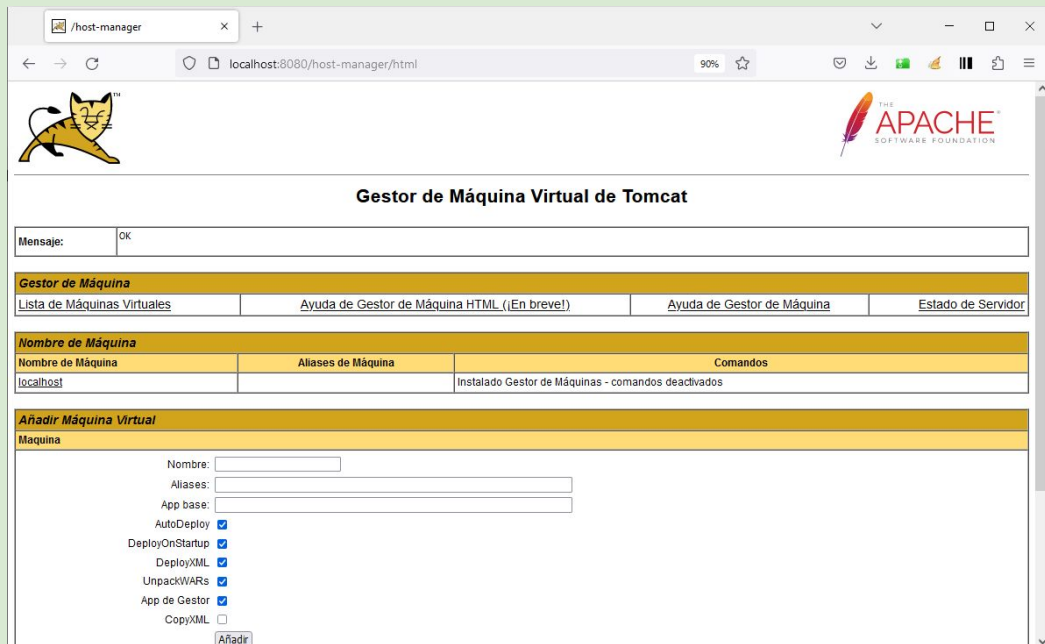 /host-manager
localhost:8080/host-manager/html 90%
TM
THE
APACHE®
SOFTWARE FOUNDATION
Gestor de Máquina Virtual de Tomcat
Mensaje: OK
Gestor de Máquina
Lista de Máquinas Virtuales Ayuda de Gestor de Máquina HTML (¡En breve!) Ayuda de Gestor de Máquina Estado de Servidor
Nombre de Máquina
Nombre de Máquina Aliases de Máquina Comandos
localhost Instalado Gestor de Máquinas - comandos deactivados
Añadir Máquina Virtual
Maquina
Nombre:
Aliases:
App base:
AutoDeploy
DeployOnStartup
DeployXML
UnpackWARs
App de Gestor
CopyXML
Añadir